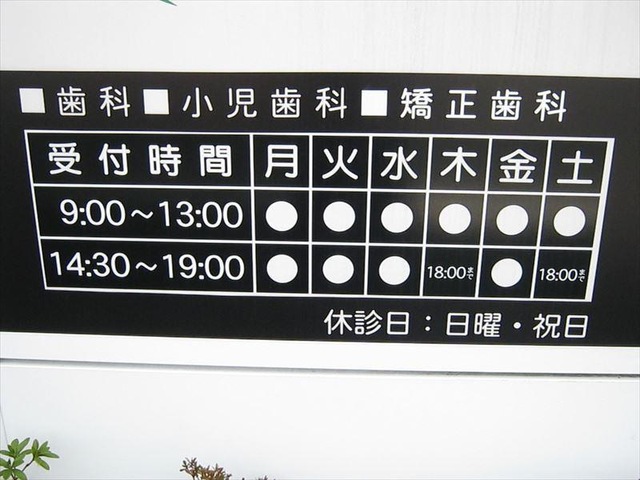 ■歯科■小児歯科■矯正歯科
受付時間 月 火 水 木 金 土
9:00～13:00 ● ● ● ● ● ●
14:30～19:00 ● ● ● 18:00まで ● 18:00まで
休診日：日曜・祝日